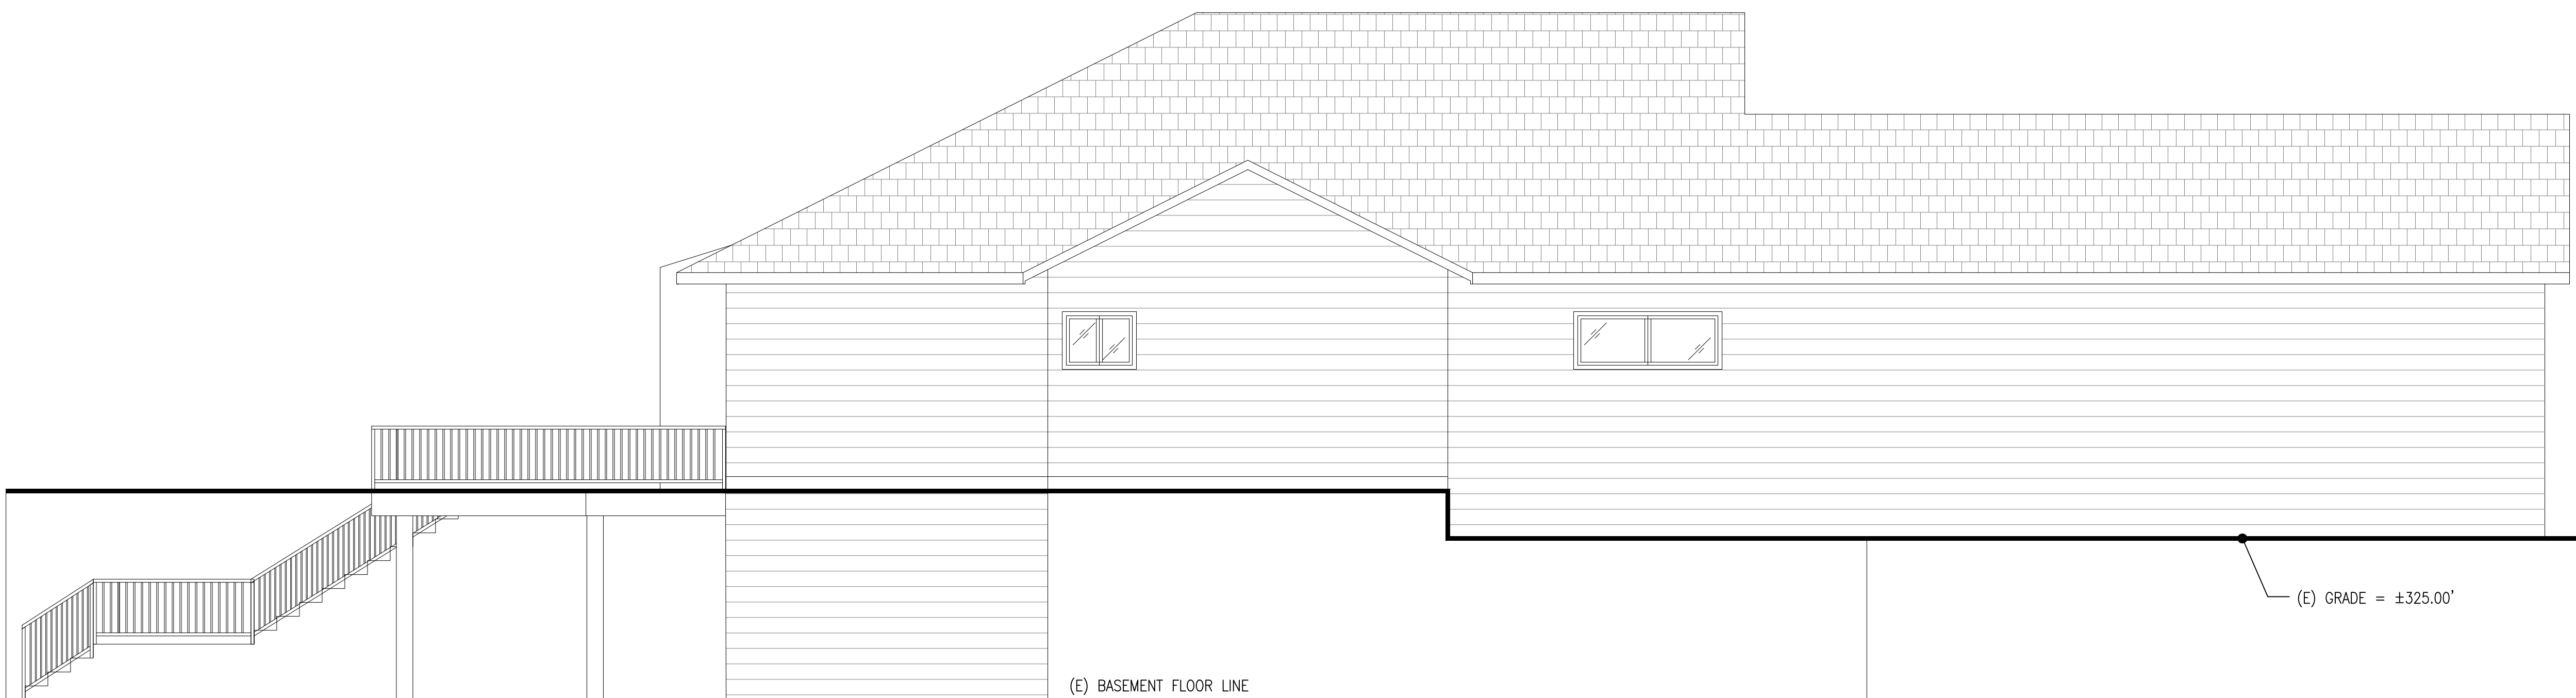 (E) GRADE = ±325.00'
(E) BASEMENT FLOOR LINE